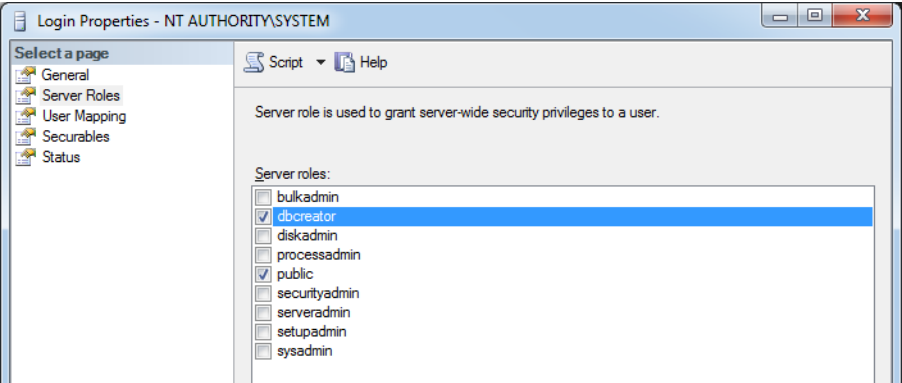 Login Properties - NT AUTHORITY\SYSTEM
Select a page
General
Server Roles
User Mapping
Securables
Status
Script Help
Server role is used to grant server-wide security privileges to a user.
Server roles:
bulkadmin
dbcreator
diskadmin
processadmin
public
securityadmin
serveradmin
setupadmin
sysadmin